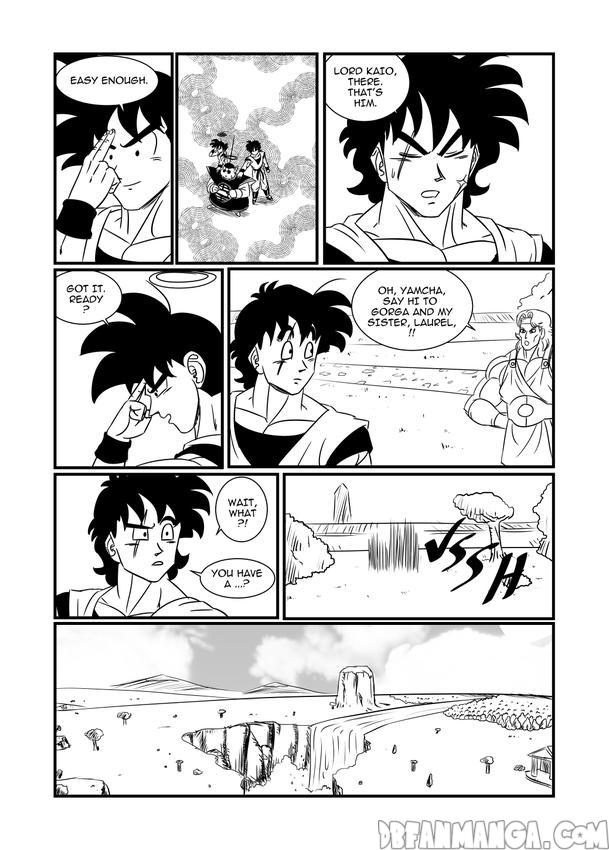 EASY ENOUGH.
LORD KAIO,
THERE.
THAT'S
HIM.
GOT IT.
READY
?
OH, YAMCHA,
SAY HI TO
GORGA AND MY
SISTER, LAUREL,
!!
WAIT,
WHAT
?!
YOU HAVE
A ...?
VSSH
DBFANMANGA.COM